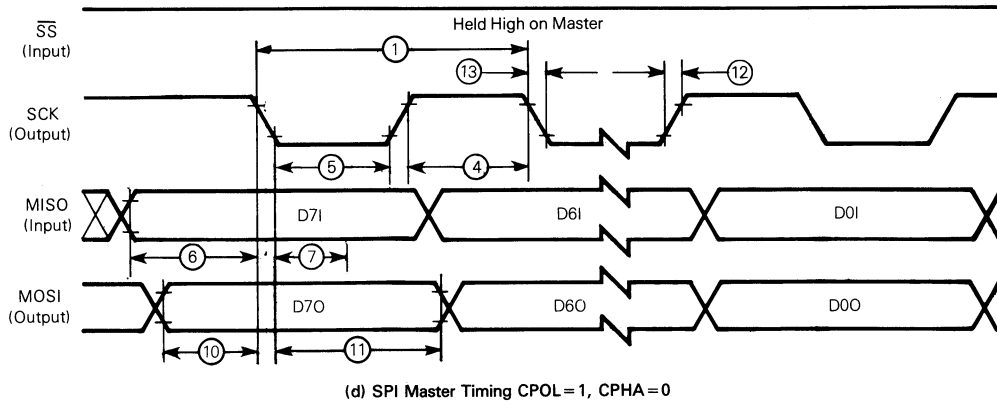 SS
(Input)
Held High on Master
1
13
12
SCK
(Output)
5
4
MISO
(Input)
D7I
D6I
D0I
6
7
MOSI
(Output)
D7O
D6O
D0O
10
11
(d) SPI Master Timing CPOL=1, CPHA=0